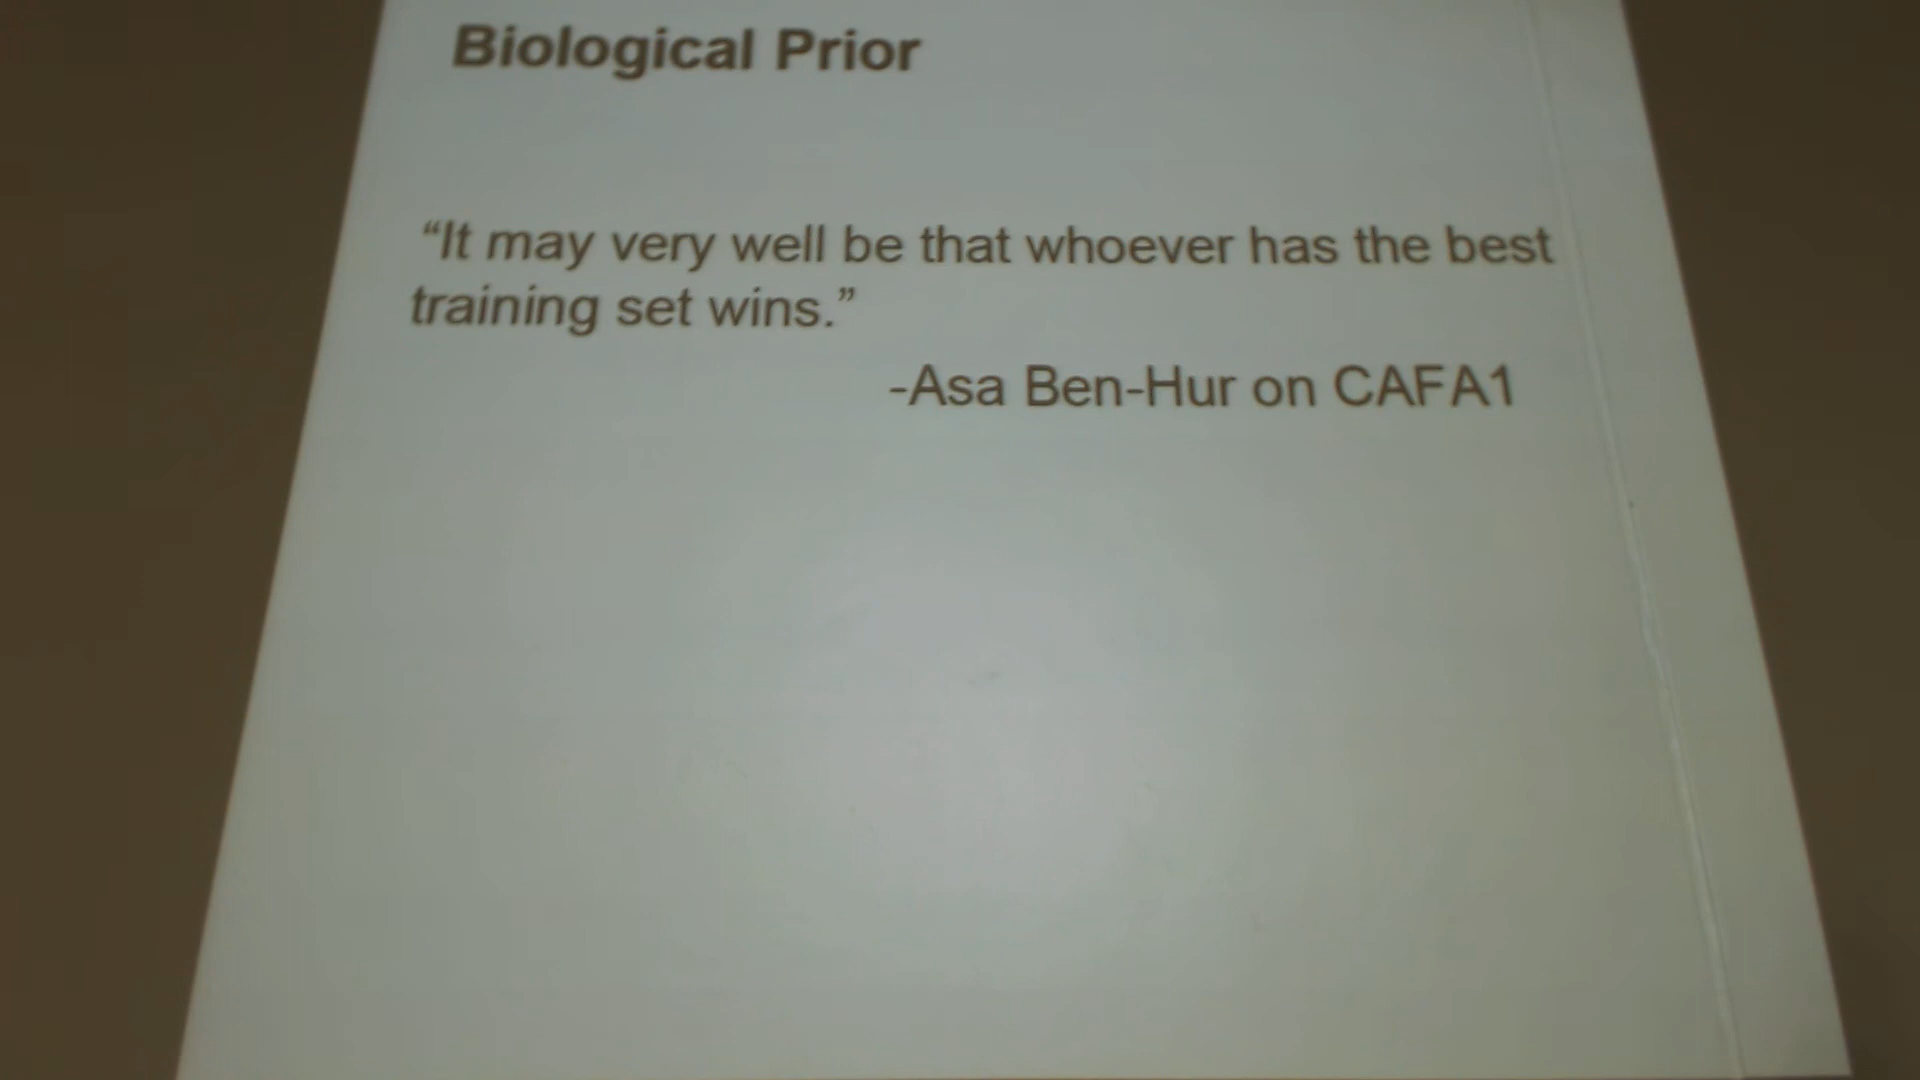 Biological Prior
“It may very well be that whoever has the best
training set wins.”
-Asa Ben-Hur on CAFA1